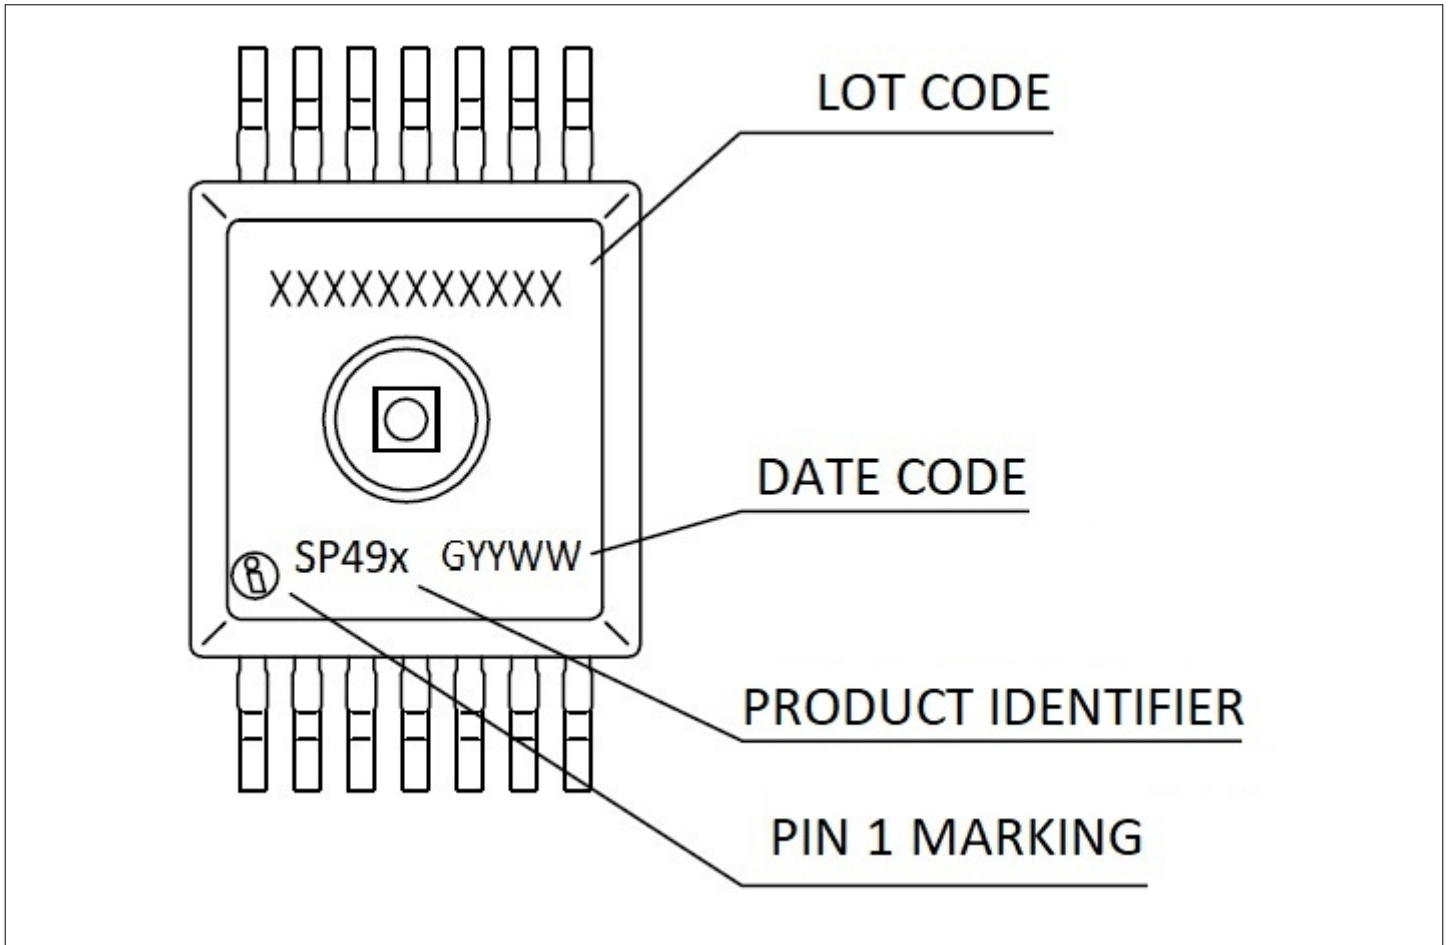 LOT CODE
XXXXXXXXXXX
DATE CODE
SP49x GYYWW
PRODUCT IDENTIFIER
PIN 1 MARKING